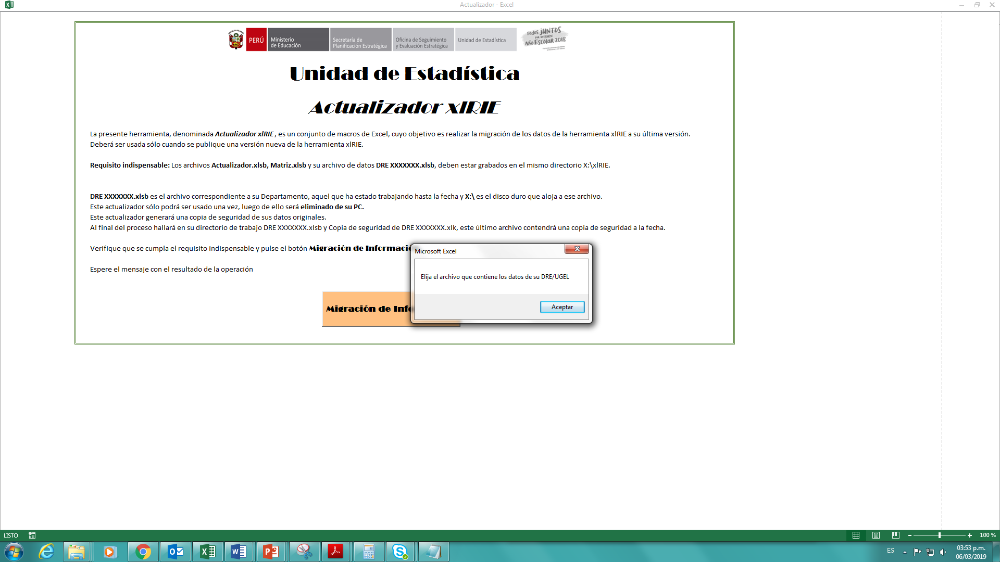 Actualizador - Excel
PERÚ
Ministerio
de Educación
Secretaría de
Planificación Estratégica
Oficina de Seguimiento
y Evaluación Estratégica
Unidad de Estadística
TODOS JUNTOS
POR UN BUEN
AÑO ESCOLAR 2018
Unidad de Estadística
Actualizador xlRIE
La presente herramienta, denominada Actualizador xlRIE, es un conjunto de macros de Excel, cuyo objetivo es realizar la migración de los datos de la herramienta xlRIE a su última versión.
Deberá ser usada sólo cuando se publique una versión nueva de la herramienta xlRIE.
Requisito indispensable: Los archivos Actualizador.xlsb, Matriz.xlsb y su archivo de datos DRE XXXXXXX.xlsb, deben estar grabados en el mismo directorio X:\xlRIE.
DRE XXXXXXX.xlsb es el archivo correspondiente a su Departamento, aquel que ha estado trabajando hasta la fecha y X:\ es el disco duro que aloja a ese archivo.
Este actualizador sólo podrá ser usado una vez, luego de ello será eliminado de su PC.
Este actualizador generará una copia de seguridad de sus datos originales.
Al final del proceso hallará en su directorio de trabajo DRE XXXXXXX.xlsb y Copia de seguridad de DRE XXXXXXX.xlk, este último archivo contendrá una copia de seguridad a la fecha.
Verifique que se cumpla el requisito indispensable y pulse el botón Migración de Informació
Espere el mensaje con el resultado de la operación
Migración de Info
Microsoft Excel
Elija el archivo que contiene los datos de su DRE/UGEL
Aceptar
LISTO
100 %
ES
03:53 p.m.
06/03/2019